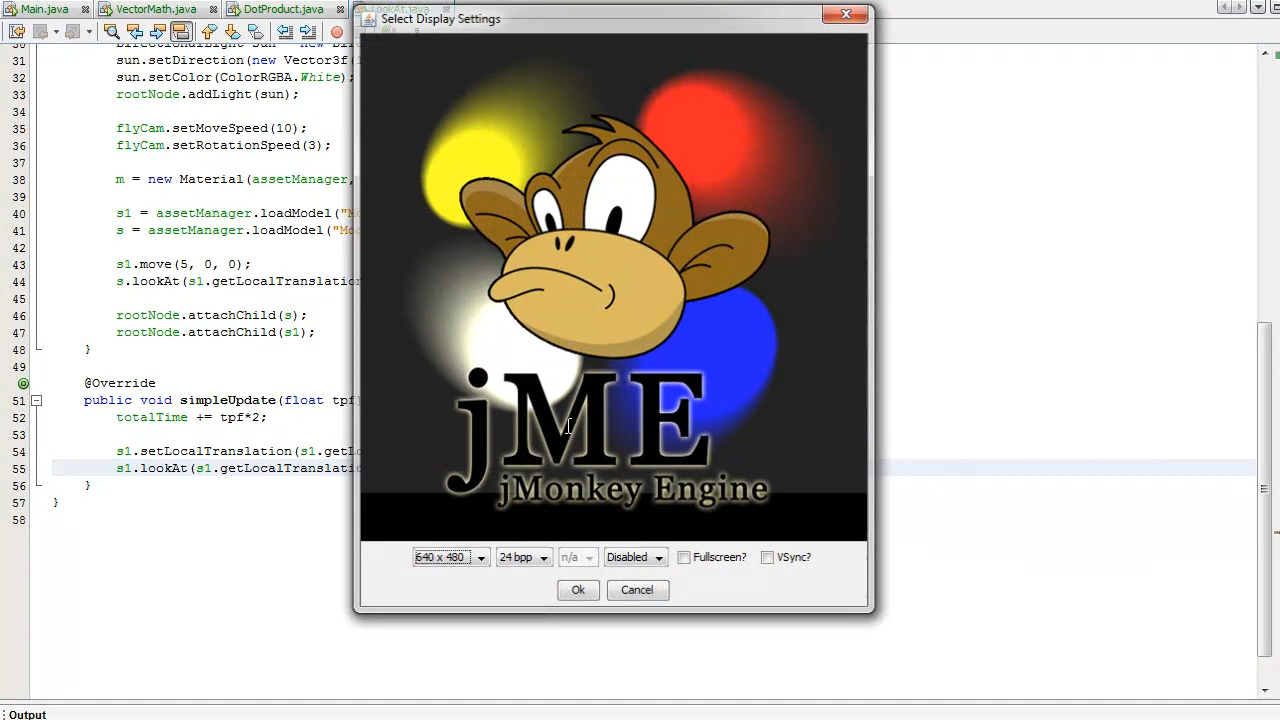 Main.java
VectorMath.java
DotProduct.java
LookAt.java
Select Display Settings
31 sun.setDirection(new Vector3f(
32 sun.setColor(ColorRGBA.White);
33 rootNode.addLight(sun);
34
35 flyCam.setMoveSpeed(10);
36 flyCam.setRotationSpeed(3);
37
38 m = new Material(assetManager,
39
40 s1 = assetManager.loadModel("M
41 s = assetManager.loadModel("Mo
42
43 s1.move(5, 0, 0);
44 s.lookAt(s1.getLocalTranslation
45
46 rootNode.attachChild(s);
47 rootNode.attachChild(s1);
48 }
49
@Override
51 public void simpleUpdate(float tpf)
52 totalTime += tpf*2;
53
54 s1.setLocalTranslation(s1.getLo
55 s1.lookAt(s1.getLocalTranslatio
56 }
57 }
58
jME
jMonkey Engine
640 x 480
24 bpp
n/a
Disabled
Fullscreen?
VSync?
Ok
Cancel
Output